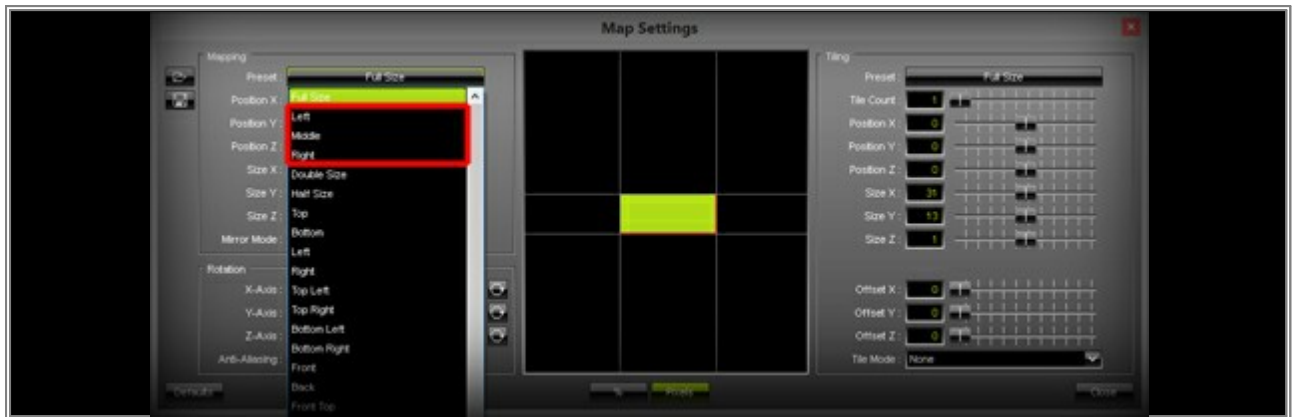 Map Settings
Mapping
Preset : Full Size
Position X :
Position Y :
Position Z :
Size X :
Size Y :
Size Z :
Mirror Mode :
Full Size
Left
Middle
Right
Double Size
Half Size
Top
Bottom
Left
Right
Top Left
Top Right
Bottom Left
Bottom Right
Front
Back
Front Top
Rotation
X-Axis :
Y-Axis :
Z-Axis :
Anti-Aliasing :
Defaults
% Pixels
Tiling
Preset : Full Size
Tile Count : 1
Position X : 0
Position Y : 0
Position Z : 0
Size X : 31
Size Y : 13
Size Z : 1
Offset X : 0
Offset Y : 0
Offset Z : 0
Tile Mode : None
Close